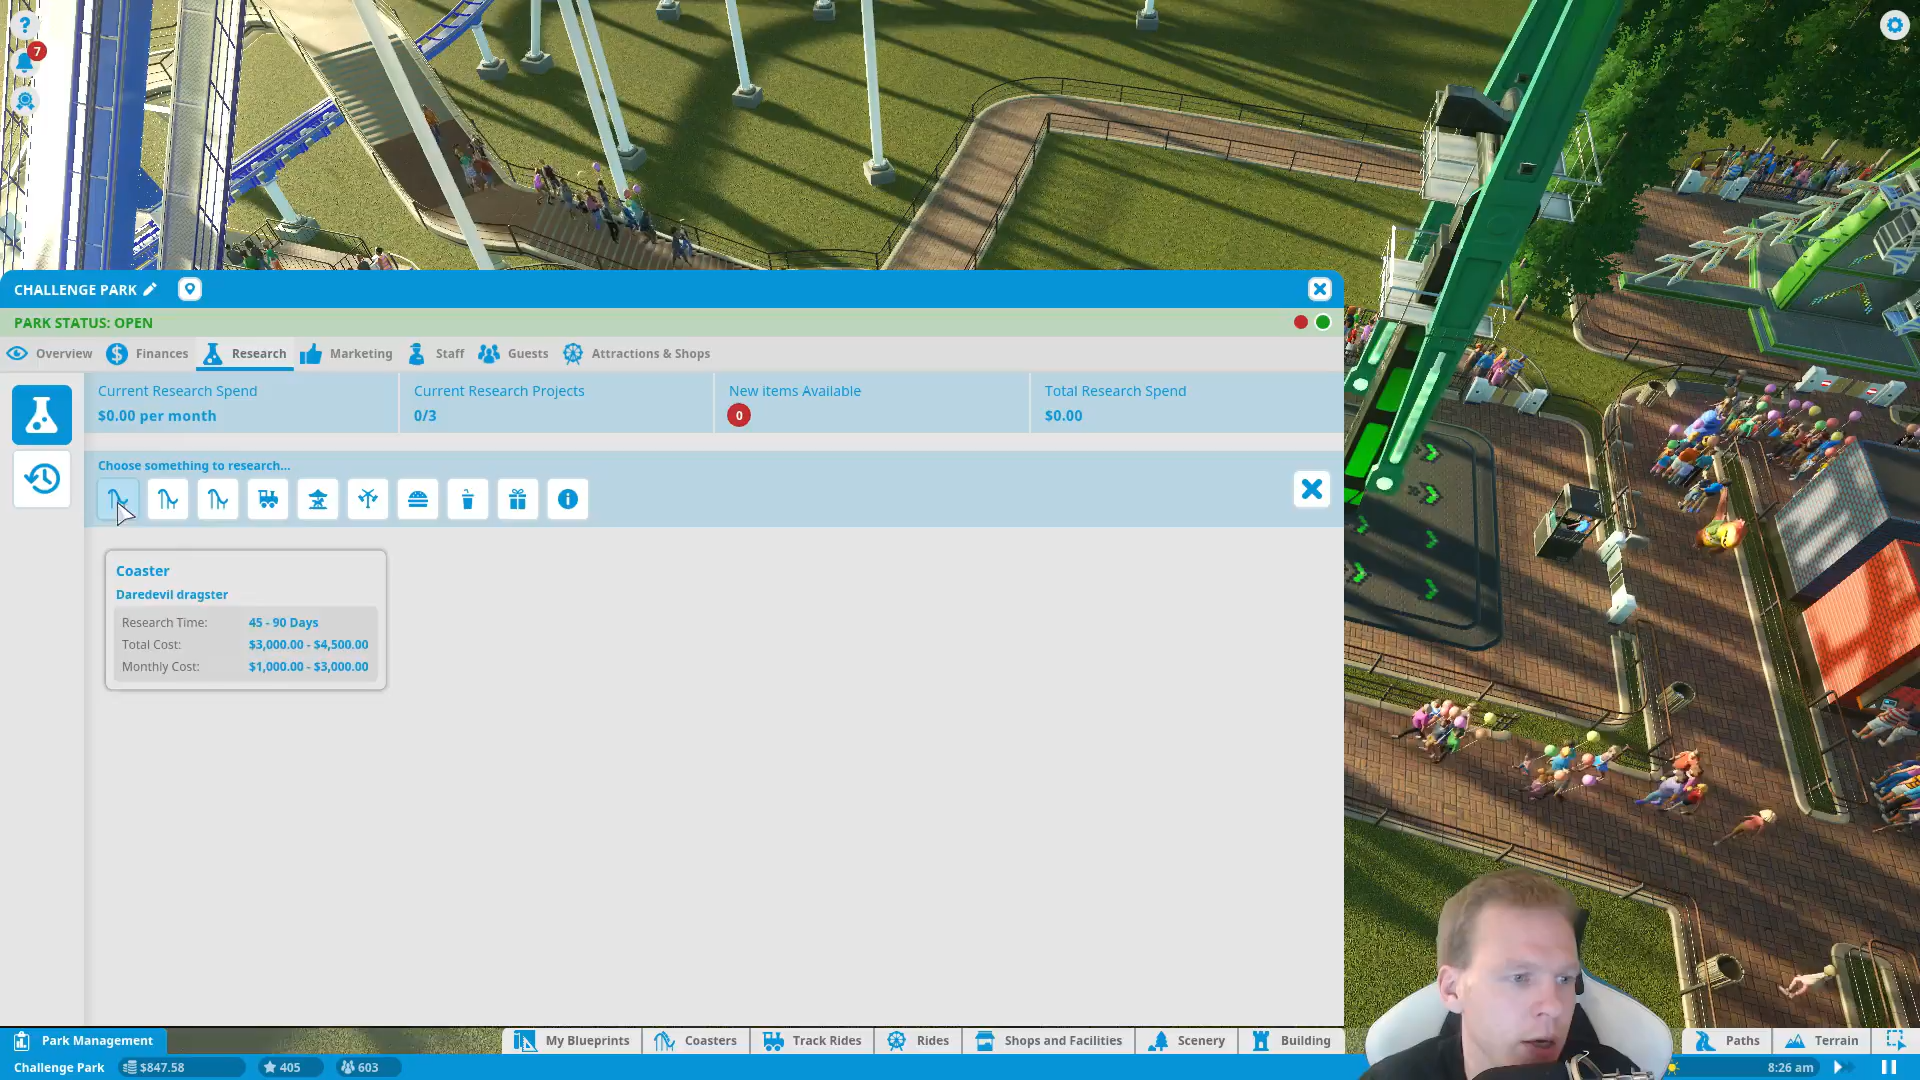 ?
7
CHALLENGE PARK
PARK STATUS: OPEN
Overview
Finances
Research
Marketing
Staff
Guests
Attractions & Shops
Current Research Spend
$0.00 per month
Current Research Projects
0/3
New items Available
0
Total Research Spend
$0.00
Choose something to research...
Coaster
Daredevil dragster
Research Time: 45 - 90 Days
Total Cost: $3,000.00 - $4,500.00
Monthly Cost: $1,000.00 - $3,000.00
Park Management
My Blueprints
Coasters
Track Rides
Rides
Shops and Facilities
Scenery
Building
Paths
Terrain
Challenge Park
$847.58
405
603
8:26 am